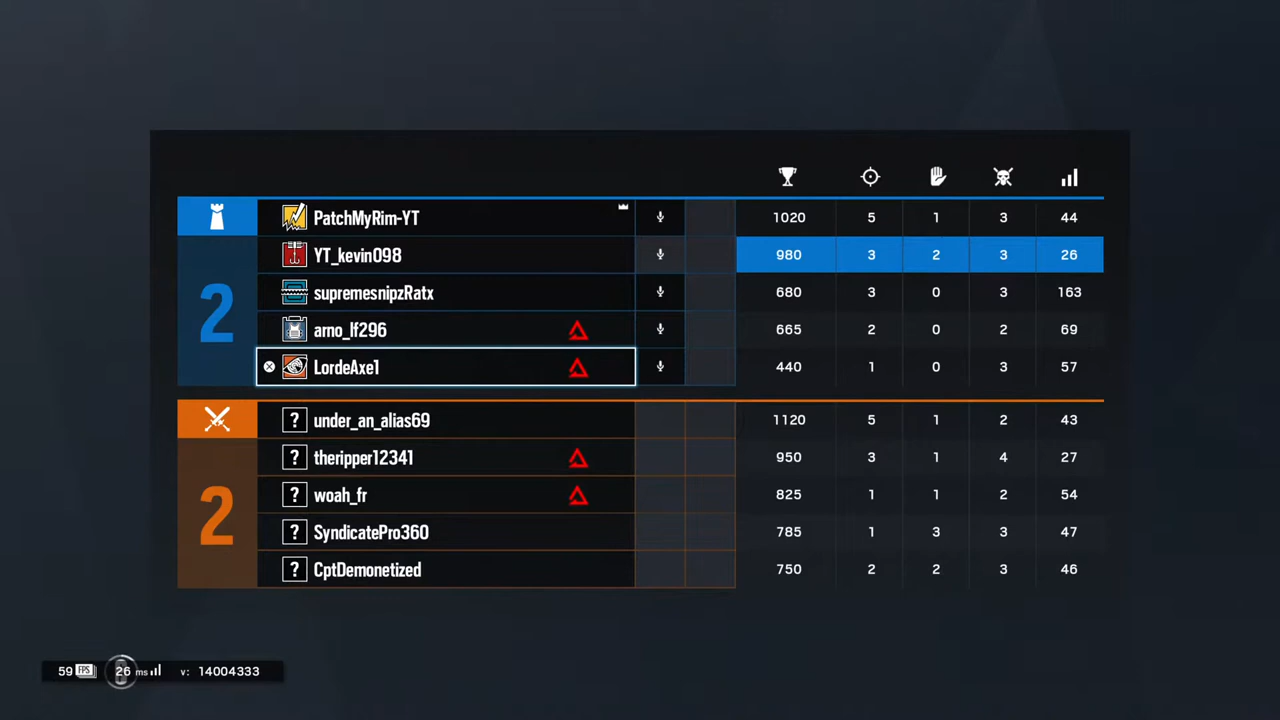 PatchMyRim-YT 1020 5 1 3 44
YT_kevin098 980 3 2 3 26
2
supremesnipzRatx 680 3 0 3 163
arno_lf296 665 2 0 2 69
LordeAxe1 440 1 0 3 57
? under_an_alias69 1120 5 1 2 43
? theripper12341 950 3 1 4 27
2
? woah_fr 825 1 1 2 54
? SyndicatePro360 785 1 3 3 47
? CptDemonetized 750 2 2 3 46
59 FPS 26 ms v: 14004333